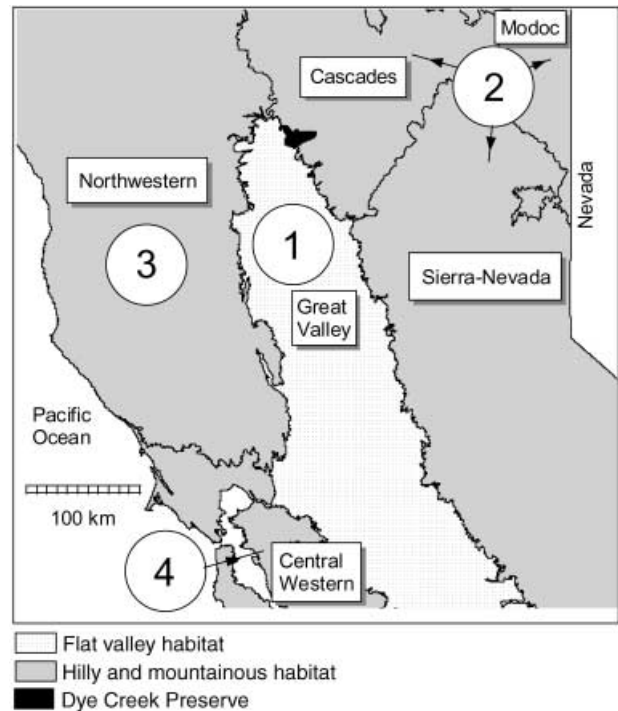 Modoc
Cascades
2
Northwestern
Nevada
1
3
Sierra-Nevada
Great
Valley
Pacific
Ocean
100 km
4
Central
Western
Flat valley habitat
Hilly and mountainous habitat
Dye Creek Preserve